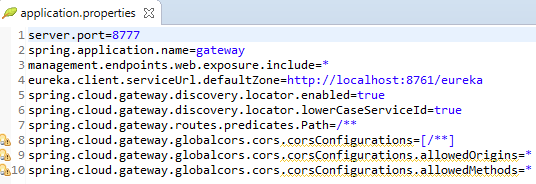 application.properties
1 server.port=8777
2 spring.application.name=gateway
3 management.endpoints.web.exposure.include=*
4 eureka.client.serviceUrl.defaultZone=http://localhost:8761/eureka
5 spring.cloud.gateway.discovery.locator.enabled=true
6 spring.cloud.gateway.discovery.locator.lowerCaseServiceId=true
7 spring.cloud.gateway.routes.predicates.Path=/**
8 spring.cloud.gateway.globalcors.cors.corsConfigurations=[/**]
9 spring.cloud.gateway.globalcors.cors.corsConfigurations.allowedOrigins=*
10 spring.cloud.gateway.globalcors.cors.corsConfigurations.allowedMethods=*